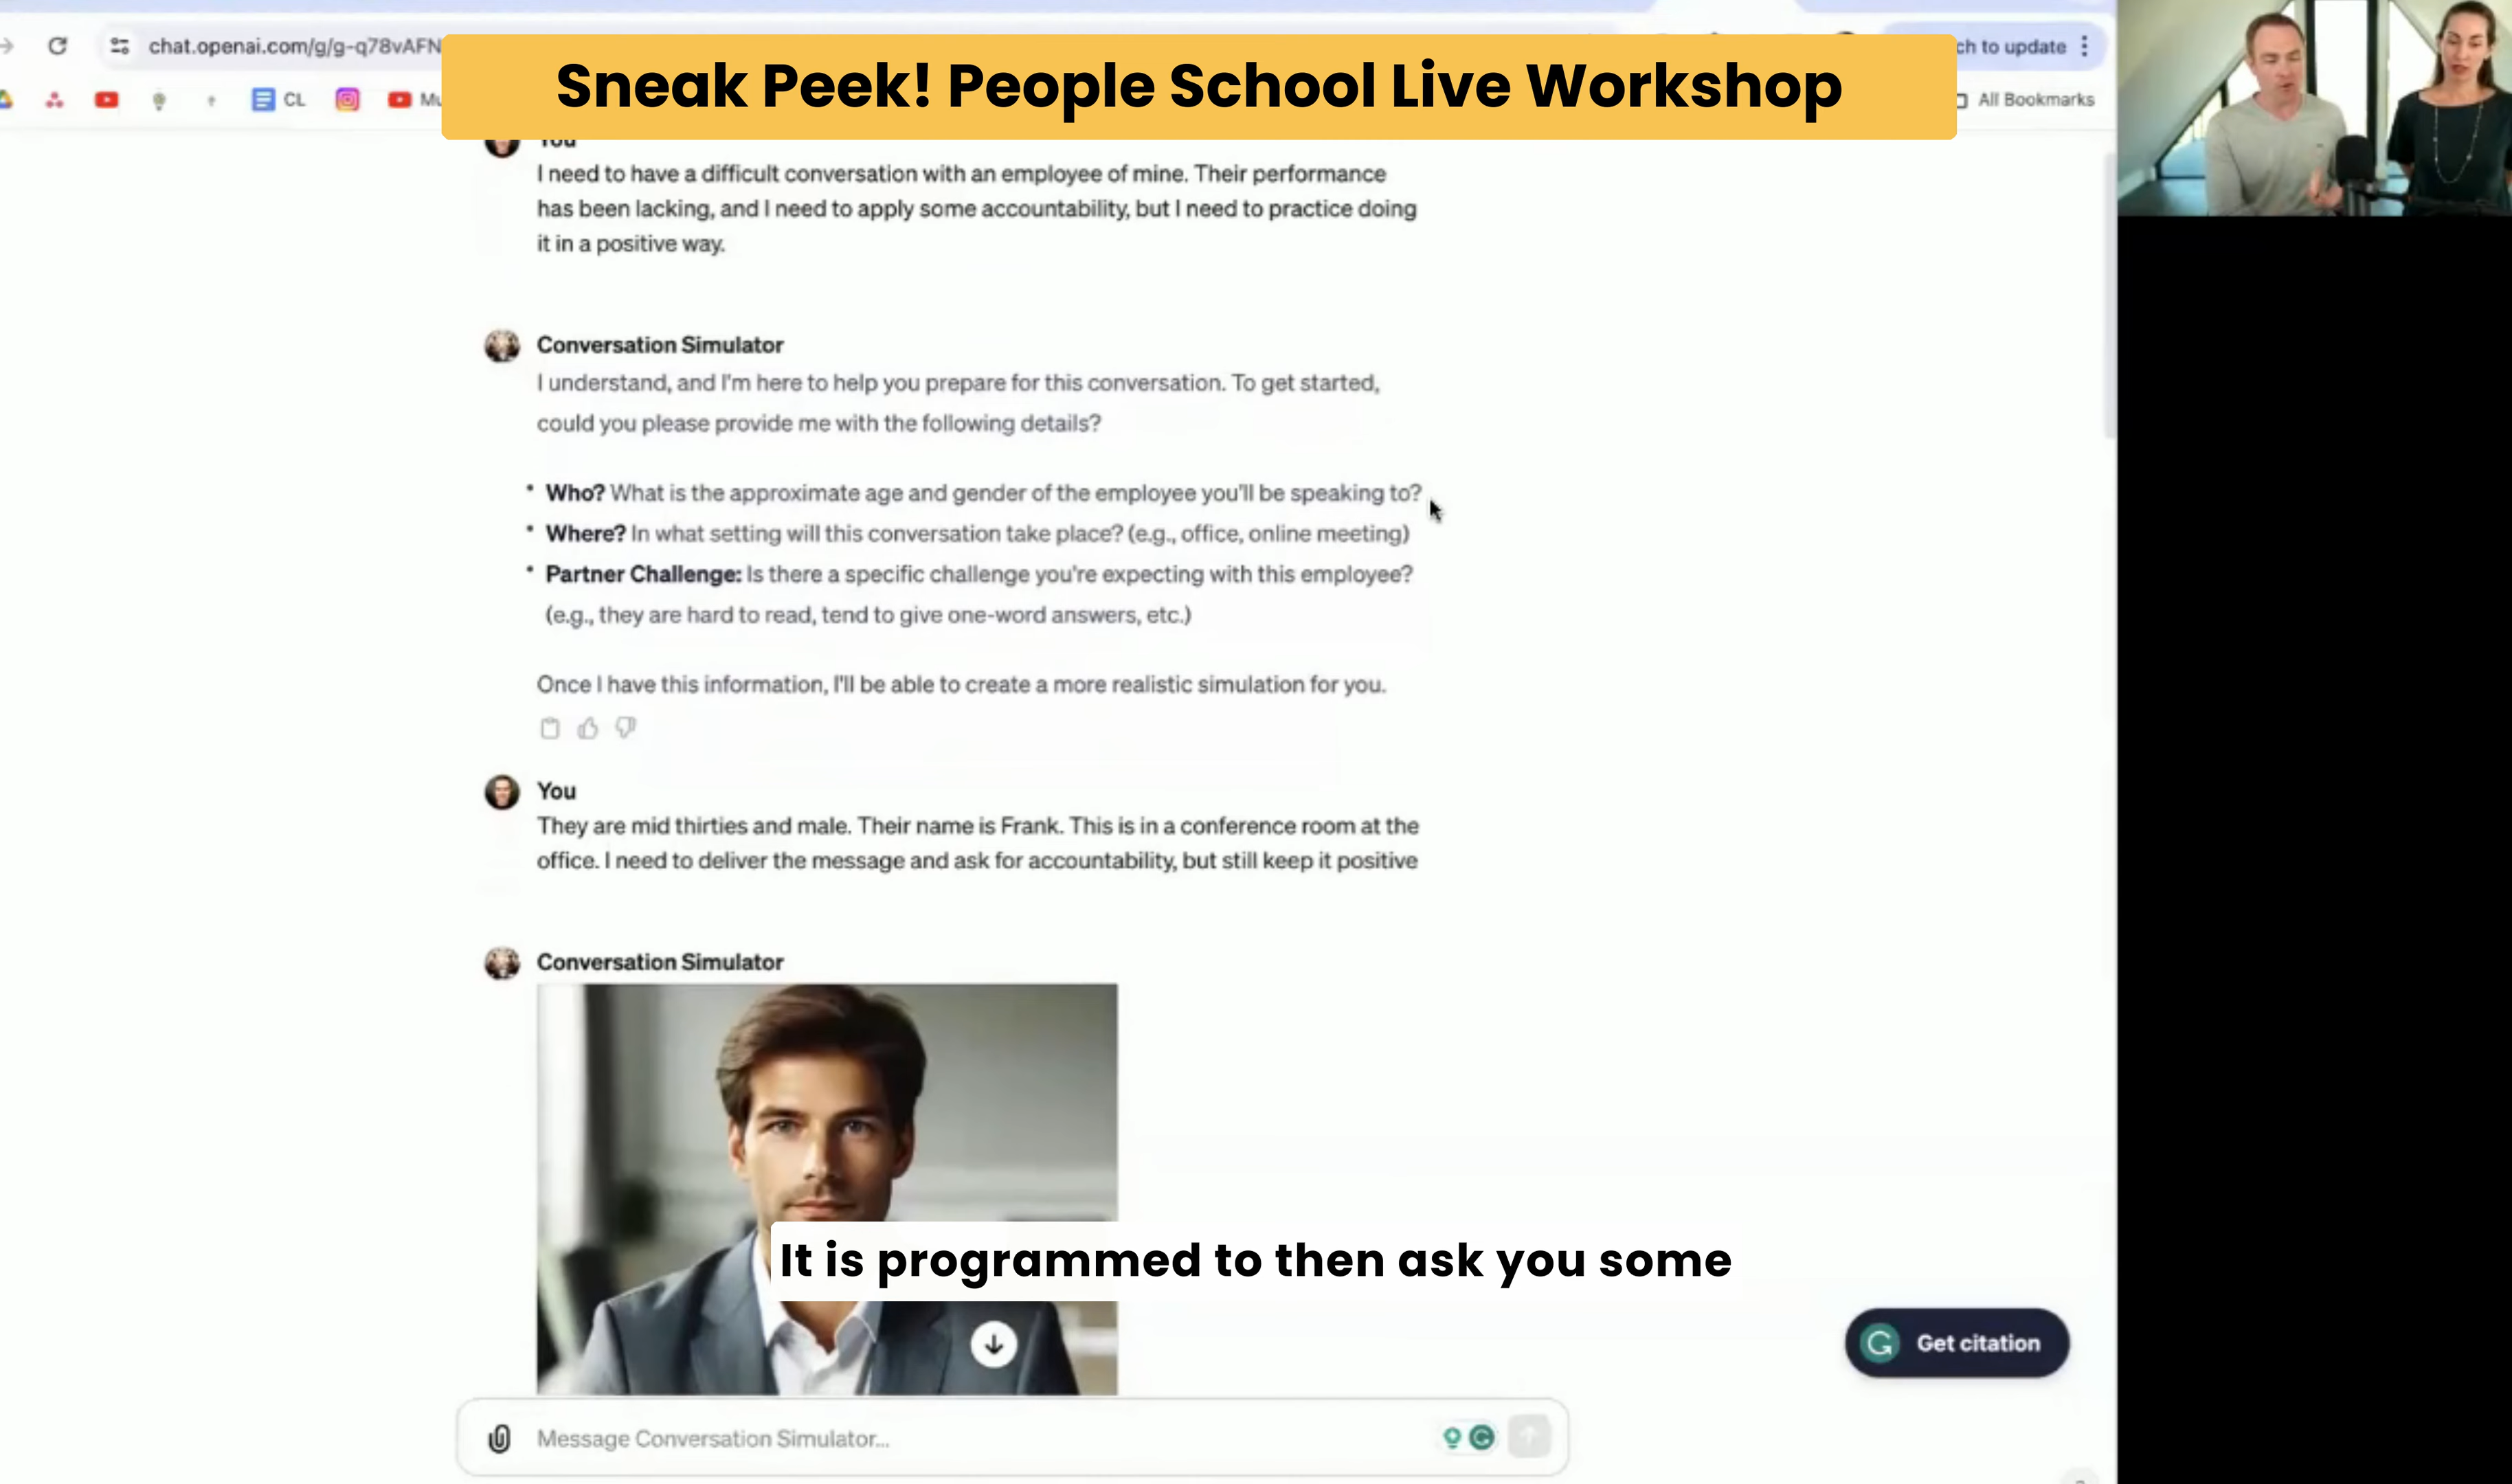 chat.openai.com/g/g-q78vAFN
ch to update
Sneak Peek! People School Live Workshop
CL
All Bookmarks
You
I need to have a difficult conversation with an employee of mine. Their performance
has been lacking, and I need to apply some accountability, but I need to practice doing
it in a positive way.
Conversation Simulator
I understand, and I'm here to help you prepare for this conversation. To get started,
could you please provide me with the following details?
• Who? What is the approximate age and gender of the employee you'll be speaking to?
• Where? In what setting will this conversation take place? (e.g., office, online meeting)
• Partner Challenge: Is there a specific challenge you're expecting with this employee?
(e.g., they are hard to read, tend to give one-word answers, etc.)
Once I have this information, I'll be able to create a more realistic simulation for you.
You
They are mid thirties and male. Their name is Frank. This is in a conference room at the
office. I need to deliver the message and ask for accountability, but still keep it positive
Conversation Simulator
It is programmed to then ask you some
Get citation
Message Conversation Simulator...